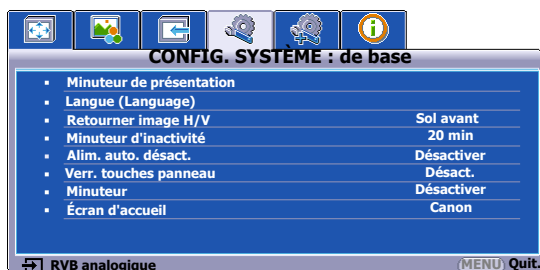 CONFIG. SYSTÈME : de base
▪ Minuteur de présentation
▪ Langue (Language)
▪ Retourner image H/V Sol avant
▪ Minuteur d'inactivité 20 min
▪ Alim. auto. désact. Désactiver
▪ Verr. touches panneau Désact.
▪ Minuteur Désactiver
▪ Écran d'accueil Canon
RVB analogique MENU Quit.